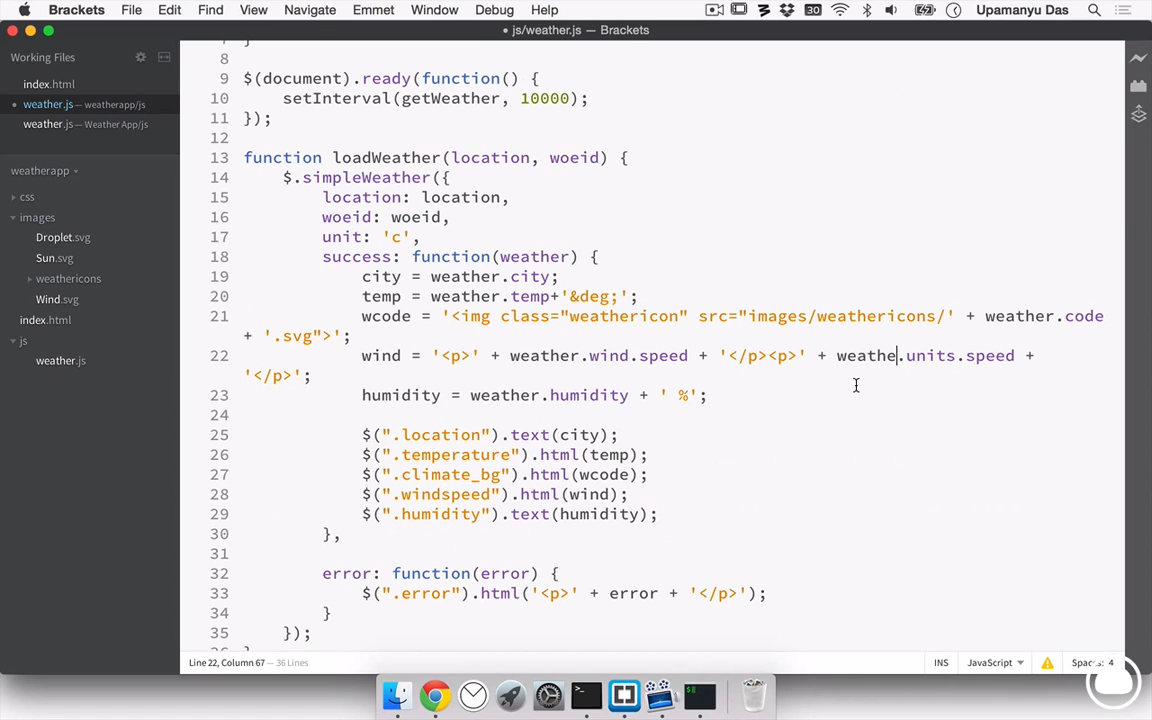 Brackets File Edit Find View Navigate Emmet Window Debug Help 30 Upamanyu Das
• js/weather.js — Brackets
Working Files
index.html
• weather.js — weatherapp/js
weather.js — Weather App/js
weatherapp
css
images
Droplet.svg
Sun.svg
weathericons
Wind.svg
index.html
js
weather.js
8
9 $(document).ready(function() {
10 setInterval(getWeather, 10000);
11 });
12
13 function loadWeather(location, woeid) {
14 $.simpleWeather({
15 location: location,
16 woeid: woeid,
17 unit: 'c',
18 success: function(weather) {
19 city = weather.city;
20 temp = weather.temp+'&deg;';
21 wcode = '<img class="weathericon" src="images/weathericons/' + weather.code
+ '.svg">';
22 wind = '<p>' + weather.wind.speed + '</p><p>' + weathe.units.speed +
'</p>';
23 humidity = weather.humidity + ' %';
24
25 $(".location").text(city);
26 $(".temperature").html(temp);
27 $(".climate_bg").html(wcode);
28 $(".windspeed").html(wind);
29 $(".humidity").text(humidity);
30 },
31
32 error: function(error) {
33 $(".error").html('<p>' + error + '</p>');
34 }
35 });
Line 22, Column 67 — 36 Lines INS JavaScript Spaces: 4